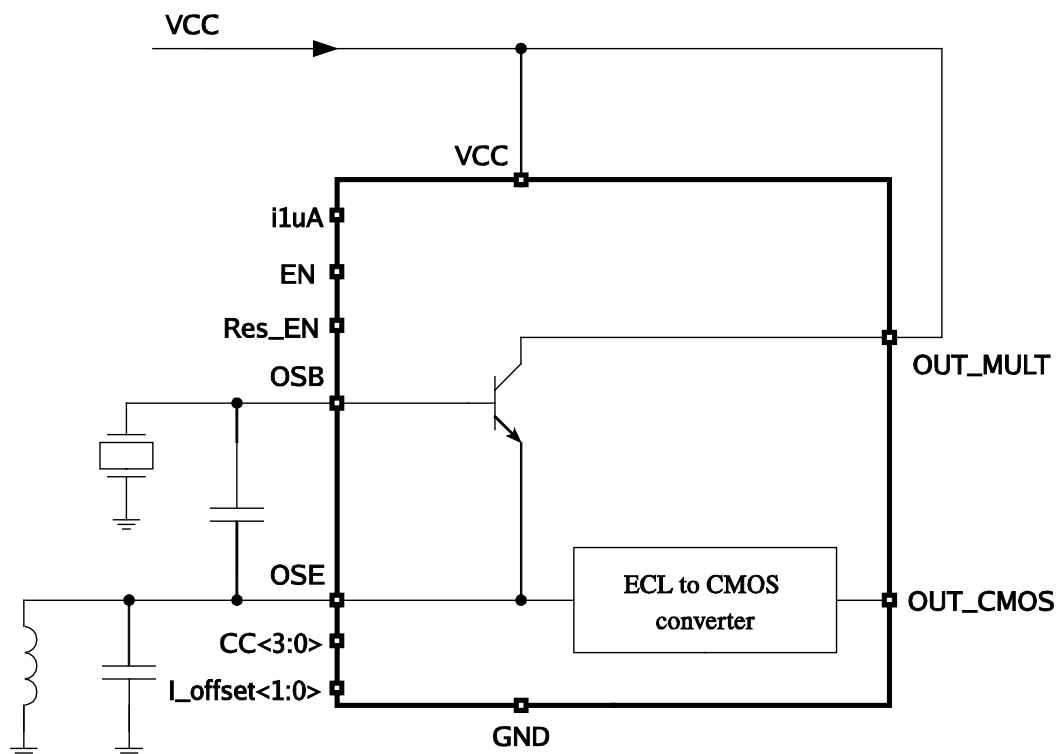 VCC
VCC
i1uA
EN
Res_EN
OSB
OUT_MULT
OSE
ECL to CMOS
converter
OUT_CMOS
CC<3:0>
I_offset<1:0>
GND